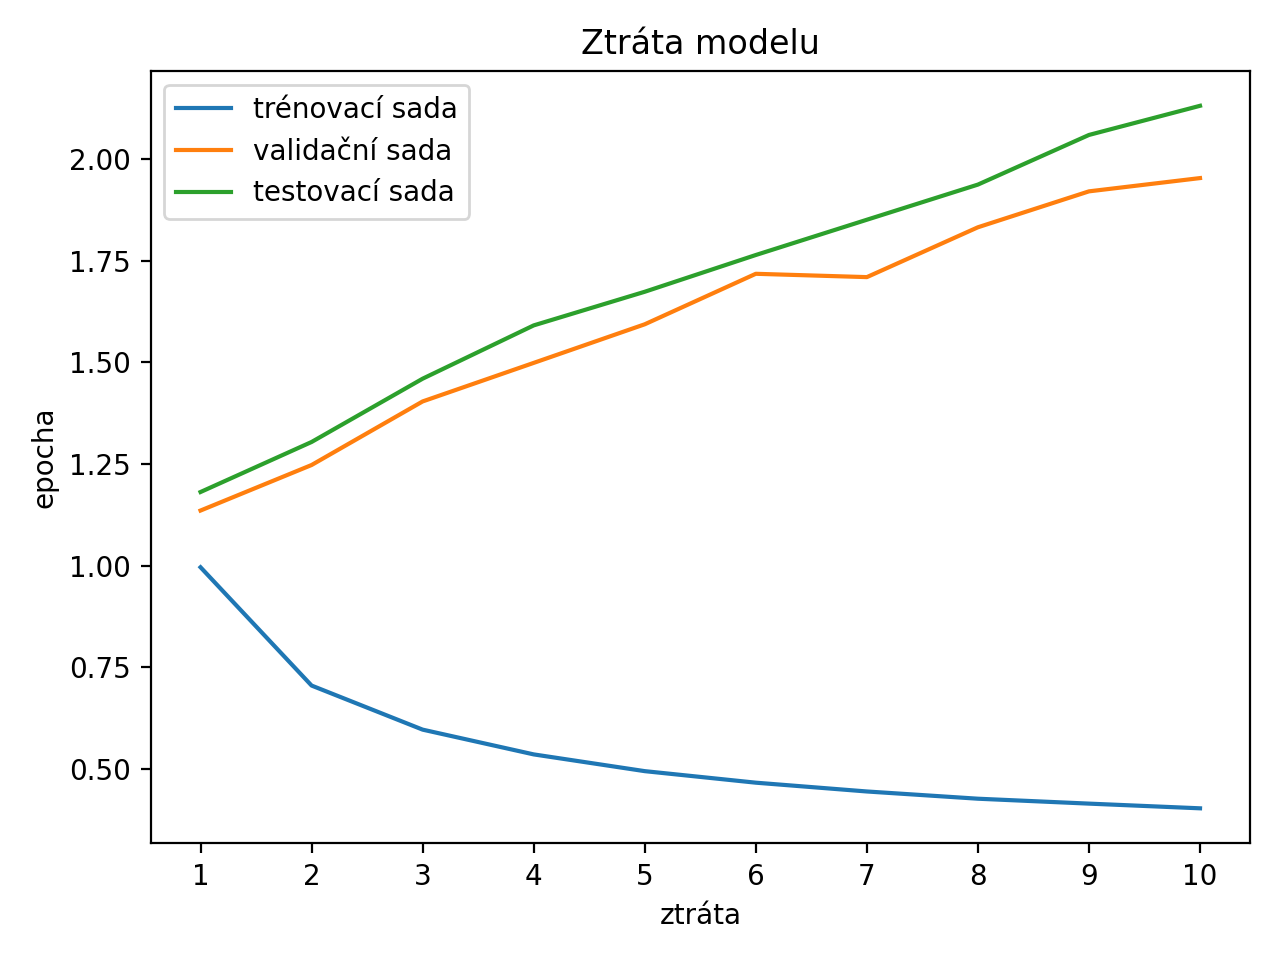 Ztráta modelu
trénovací sada
validační sada
testovací sada
2.00
1.75
1.50
1.25
1.00
0.75
0.50
epocha
1 2 3 4 5 6 7 8 9 10
ztráta